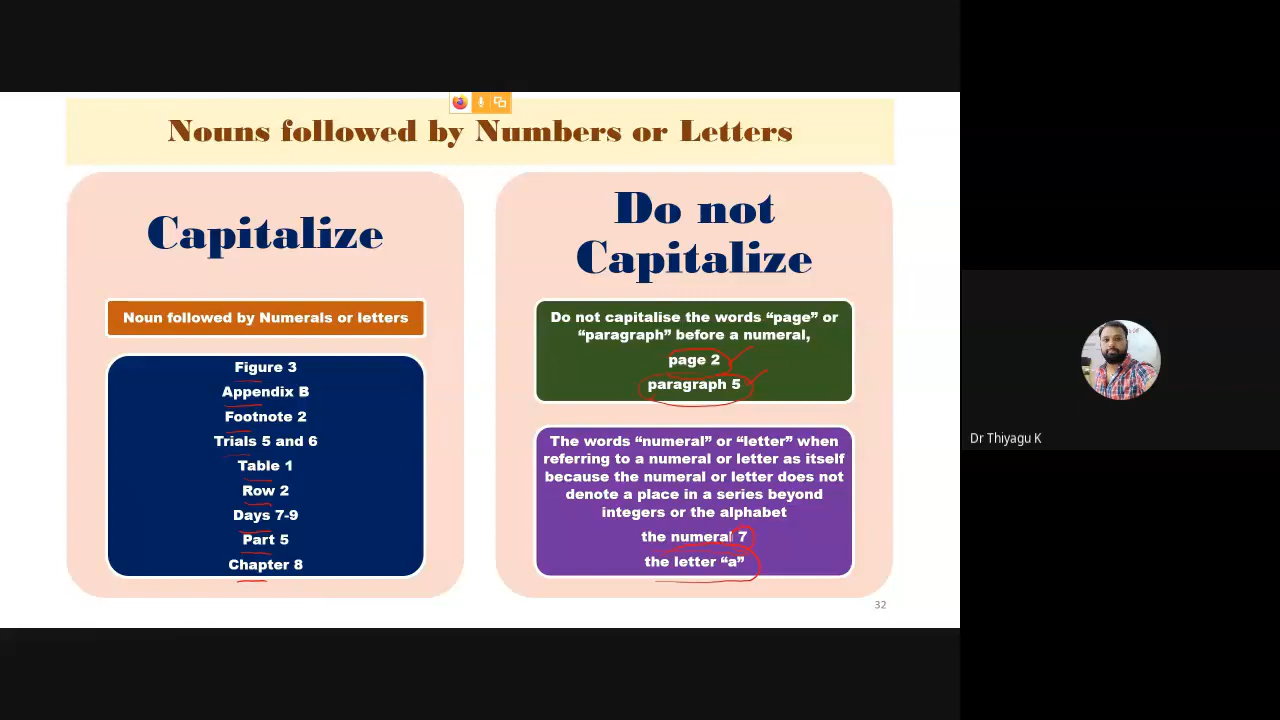 Nouns followed by Numbers or Letters
Capitalize
Noun followed by Numerals or letters
Figure 3
Appendix B
Footnote 2
Trials 5 and 6
Table 1
Row 2
Days 7-9
Part 5
Chapter 8
Do not
Capitalize
Do not capitalise the words “page” or
“paragraph” before a numeral,
page 2
paragraph 5
The words “numeral” or “letter” when
referring to a numeral or letter as itself
because the numeral or letter does not
denote a place in a series beyond
integers or the alphabet
the numeral 7
the letter “a”
32
Dr Thiyagu K